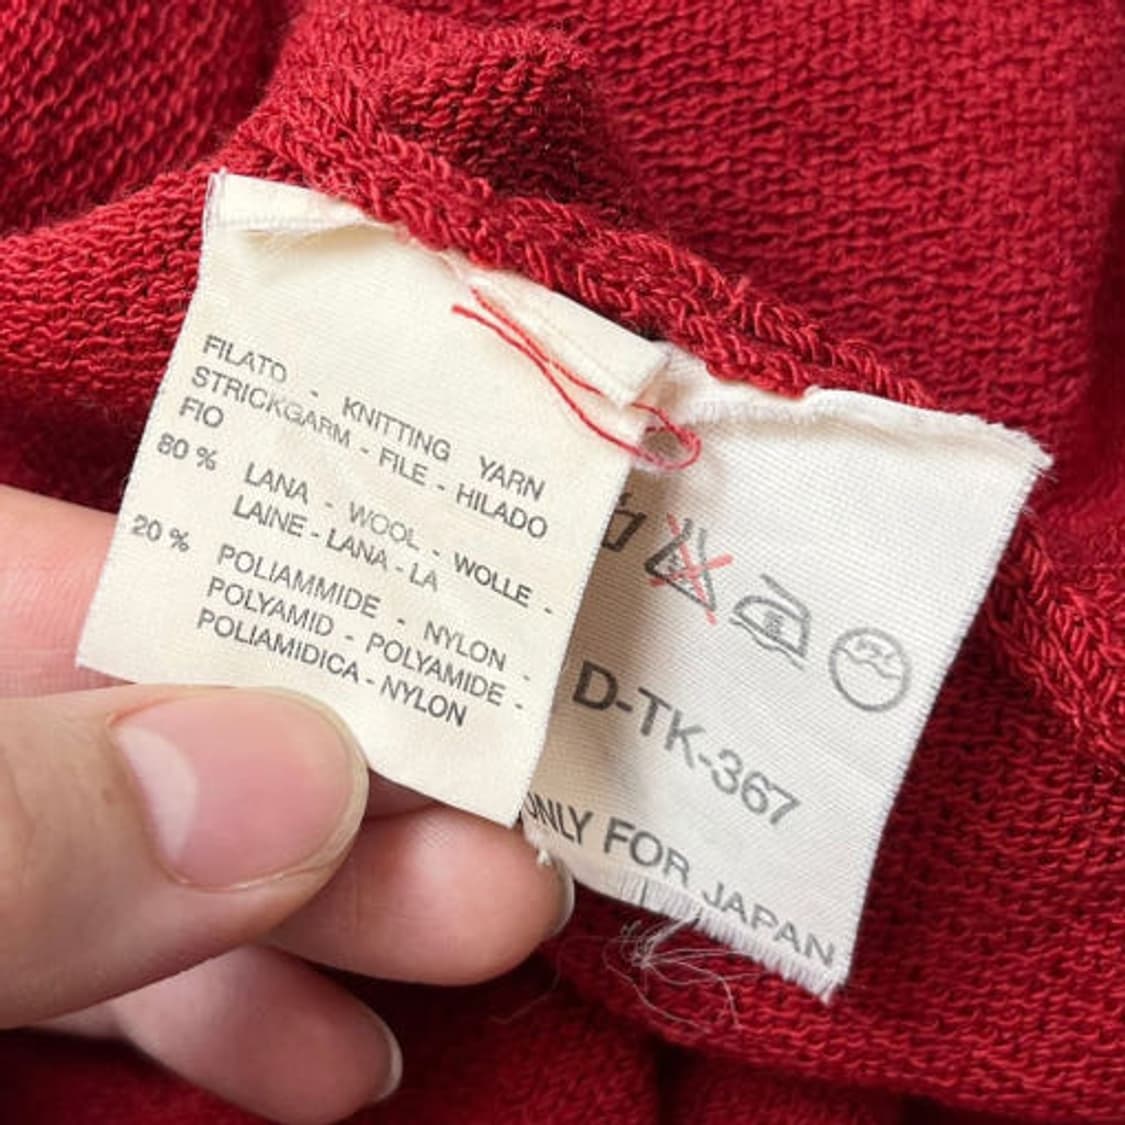 FILATO - KNITTING YARN
STRICKGARM - FILE - HILADO
FIO
80 % LANA - WOOL - WOLLE -
LAINE - LANA - LA
20 % POLIAMMIDE - NYLON -
POLYAMID - POLYAMIDE -
POLIAMIDICA - NYLON
D-TK-367
ONLY FOR JAPAN